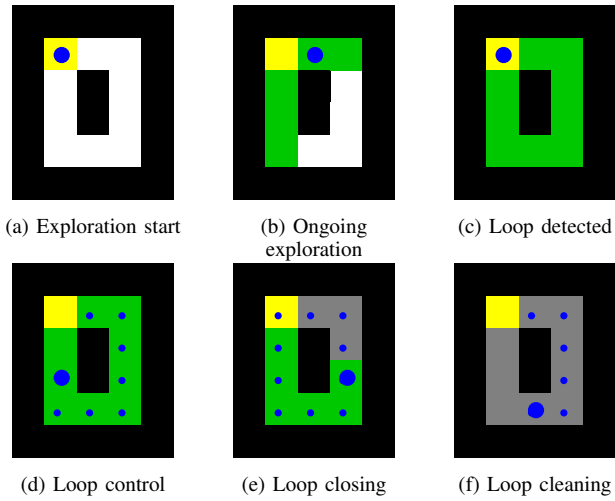 (a) Exploration start
(b) Ongoing
exploration
(c) Loop detected
(d) Loop control
(e) Loop closing
(f) Loop cleaning